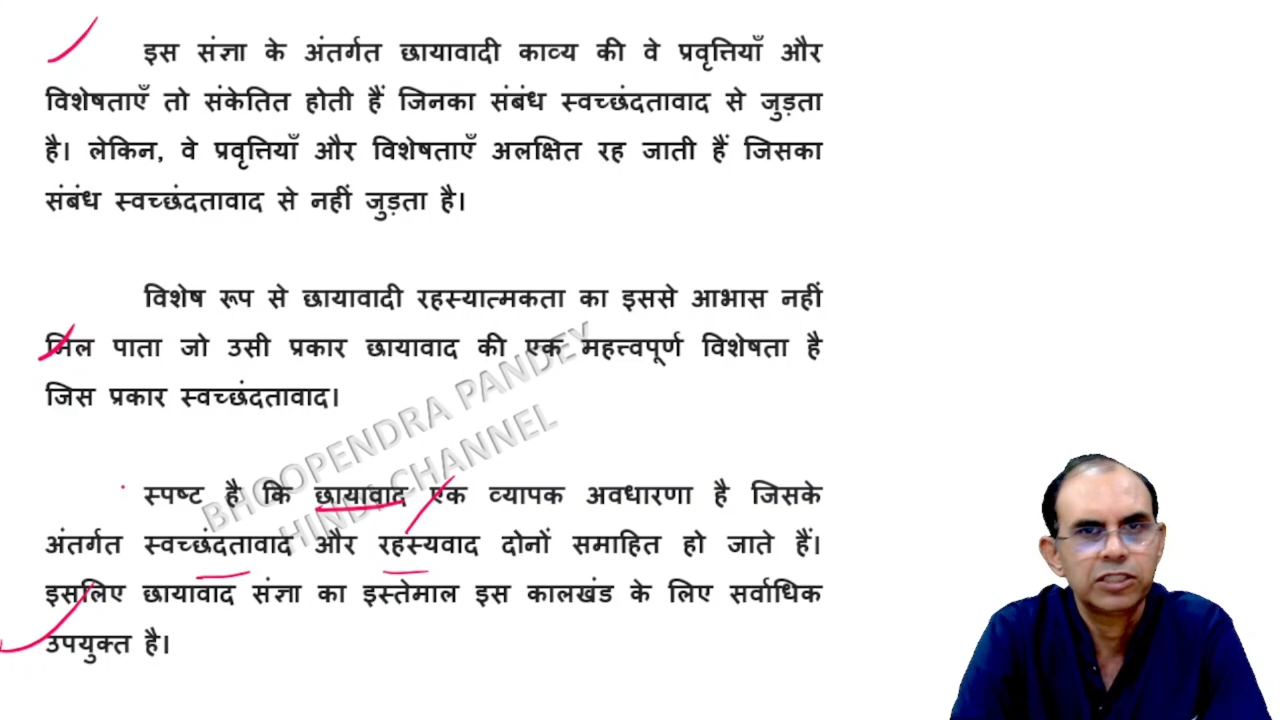 इस संज्ञा के अंतर्गत छायावादी काव्य की वे प्रवृत्तियाँ और
विशेषताएँ तो संकेतित होती हैं जिनका संबंध स्वच्छंदतावाद से जुड़ता
है। लेकिन, वे प्रवृत्तियाँ और विशेषताएँ अलक्षित रह जाती हैं जिसका
संबंध स्वच्छंदतावाद से नहीं जुड़ता है।
विशेष रूप से छायावादी रहस्यात्मकता का इससे आभास नहीं
मिल पाता जो उसी प्रकार छायावाद की एक महत्त्वपूर्ण विशेषता है
जिस प्रकार स्वच्छंदतावाद।
स्पष्ट है कि छायावाद एक व्यापक अवधारणा है जिसके
अंतर्गत स्वच्छंदतावाद और रहस्यवाद दोनों समाहित हो जाते हैं।
इसलिए छायावाद संज्ञा का इस्तेमाल इस कालखंड के लिए सर्वाधिक
उपयुक्त है।
BHOOPENDRA PANDEY
HINDI CHANNEL